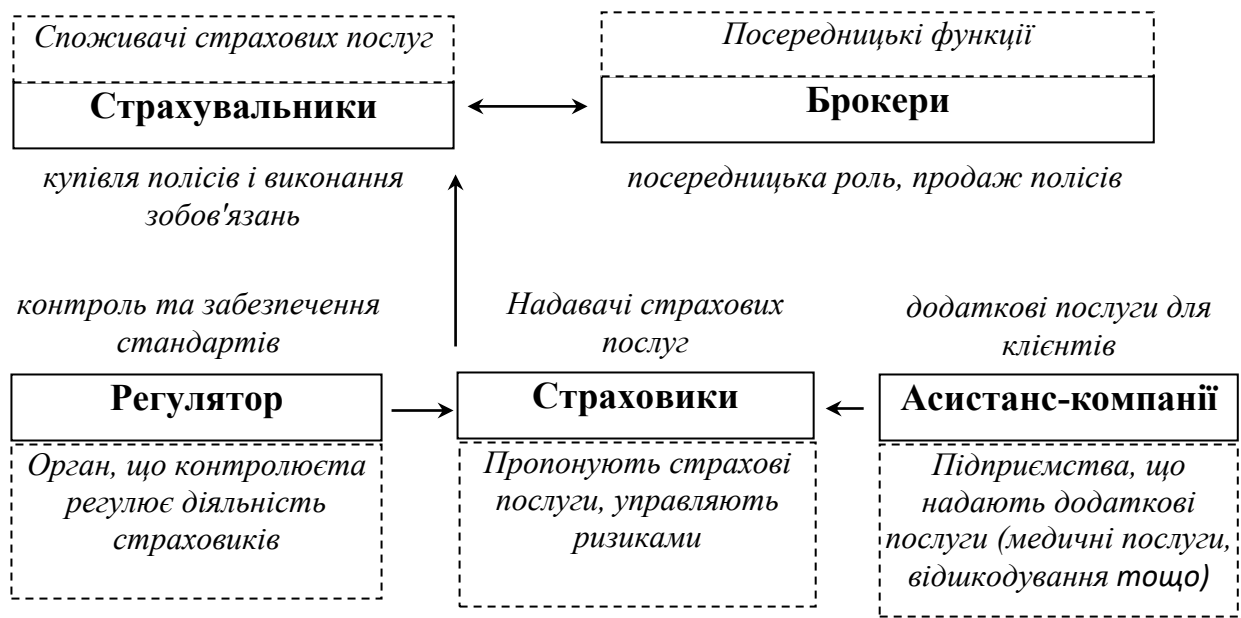 Споживачі страхових послуг
Страхувальники
купівля полісів і виконання
зобов'язань
Посередницькі функції
Брокери
посередницька роль, продаж полісів
контроль та забезпечення
стандартів
Регулятор
Орган, що контролюєта
регулює діяльність
страховиків
Надавачі страхових
послуг
Страховики
Пропонують страхові
послуги, управляють
ризиками
додаткові послуги для
клієнтів
Асистанс-компанії
Підприємства, що
надають додаткові
послуги (медичні послуги,
відшкодування тощо)